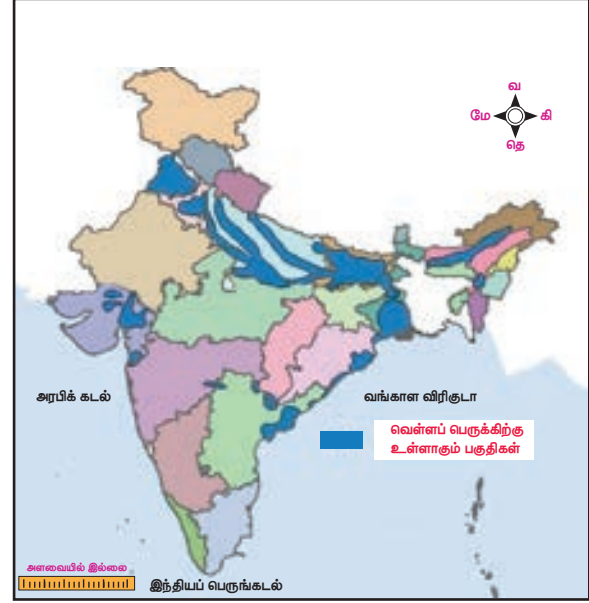 வ
மே
கி
தெ
அரபிக் கடல்
வங்காள விரிகுடா
வெள்ளப் பெருக்கிற்கு
உள்ளாகும் பகுதிகள்
அளவையில் இல்லை
இந்தியப் பெருங்கடல்